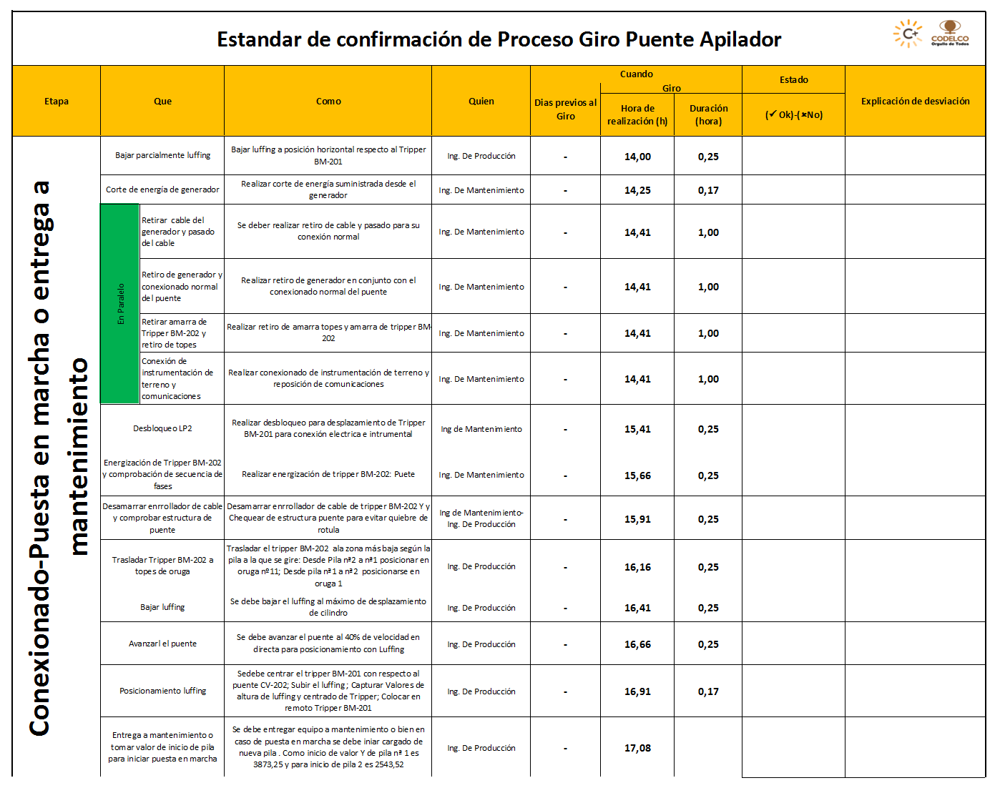 Estandar de confirmación de Proceso Giro Puente Apilador
C+
CODELCO
Orgullo de Todos
Etapa
Que
Como
Quien
Cuando
Dias previos al
Giro
Giro
Hora de
realización (h)
Duración
(hora)
Estado
(✓Ok)-(×No)
Explicación de desviación
Conexionado-Puesta en marcha o entrega a
mantenimiento
Bajar parcialmente luffing
Bajar luffing a posición horizontal respecto al Tripper
BM-201
Ing. De Producción
-
14,00
0,25
Corte de energía de generador
Realizar corte de energía suministrada desde el
generador
Ing. De Mantenimiento
-
14,25
0,17
En Paralelo
Retirar cable del
generador y pasado
del cable
Se deber realizar retiro de cable y pasado para su
conexión normal
Ing. De Mantenimiento
-
14,41
1,00
Retiro de generador y
conexionado normal
del puente
Realizar retiro de generador en conjunto con el
conexionado normal del puente
Ing. De Mantenimiento
-
14,41
1,00
Retirar amarra de
Tripper BM-202 y
retiro de topes
Realizar retiro de amarra topes y amarra de tripper BM-
202
Ing. De Mantenimiento
-
14,41
1,00
Conexión de
instrumentación de
terreno y
comunicaciones
Realizar conexionado de instrumentación de terreno y
reposición de comunicaciones
Ing. De Mantenimiento
-
14,41
1,00
Desbloqueo LP2
Realizar desbloqueo para desplazamiento de Tripper
BM-201 para conexión electrica e intrumental
Ing de Mantenimiento
-
15,41
0,25
Energización de Tripper BM-202
y comprobación de secuencia de
fases
Realizar energización de tripper BM-202: Puete
Ing. De Mantenimiento
-
15,66
0,25
Desamarrar enrrollador de cable
y comprobar estructura de
puente
Desamarrar enrrollador de cable de tripper BM-202 Y y
Chequear de estructura puente para evitar quiebre de
rotula
Ing de Mantenimiento-
Ing. De Producción
-
15,91
0,25
Trasladar Tripper BM-202 a
topes de oruga
Trasladar el tripper BM-202 ala zona más baja según la
pila a la que se gire: Desde Pila nª2 a nª1 posicionar en
oruga nº11; Desde pila nª1 a nª2 posicionarse en
oruga 1
Ing. De Producción
-
16,16
0,25
Bajar luffing
Se debe bajar el luffing al máximo de desplazamiento
de cilindro
Ing. De Producción
-
16,41
0,25
Avanzarl el puente
Se debe avanzar el puente al 40% de velocidad en
directa para posicionamiento con Luffing
Ing. De Producción
-
16,66
0,25
Posicionamiento luffing
Sedebe centrar el tripper BM-201 con respecto al
puente CV-202; Subir el luffing ; Capturar Valores de
altura de luffing y centrado de Tripper; Colocar en
remoto Tripper BM-201
Ing. De Producción
-
16,91
0,17
Entrega a mantenimiento o
tomar valor de inicio de pila
para iniciar puesta en marcha
Se debe entregar equipo a mantenimiento o bien en
caso de puesta en marcha se debe iniar cargado de
nueva pila . Como inicio de valor Y de pila nª 1 es
3873,25 y para inicio de pila 2 es 2543,52
Ing. De Producción
-
17,08